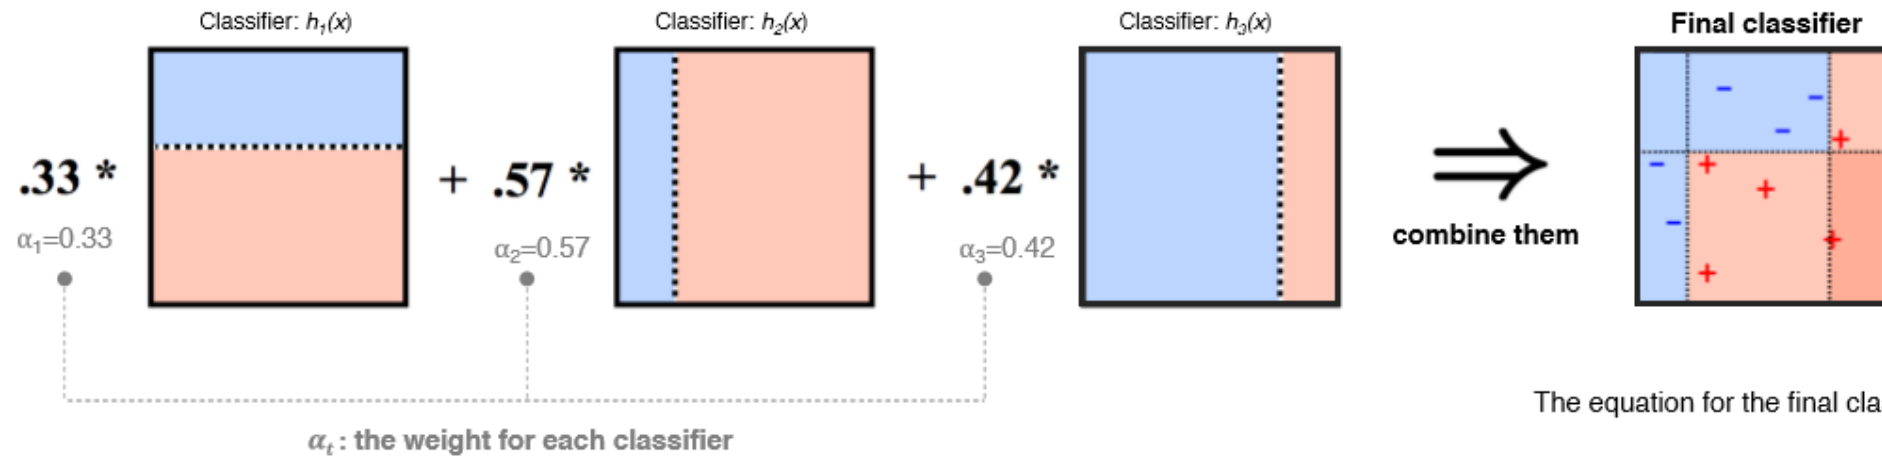 Classifier: h₁(x)
Classifier: h₂(x)
Classifier: h₃(x)
Final classifier
.33 *
+ .57 *
+ .42 *
α₁=0.33
α₂=0.57
α₃=0.42
combine them
The equation for the final cla
αₜ: the weight for each classifier